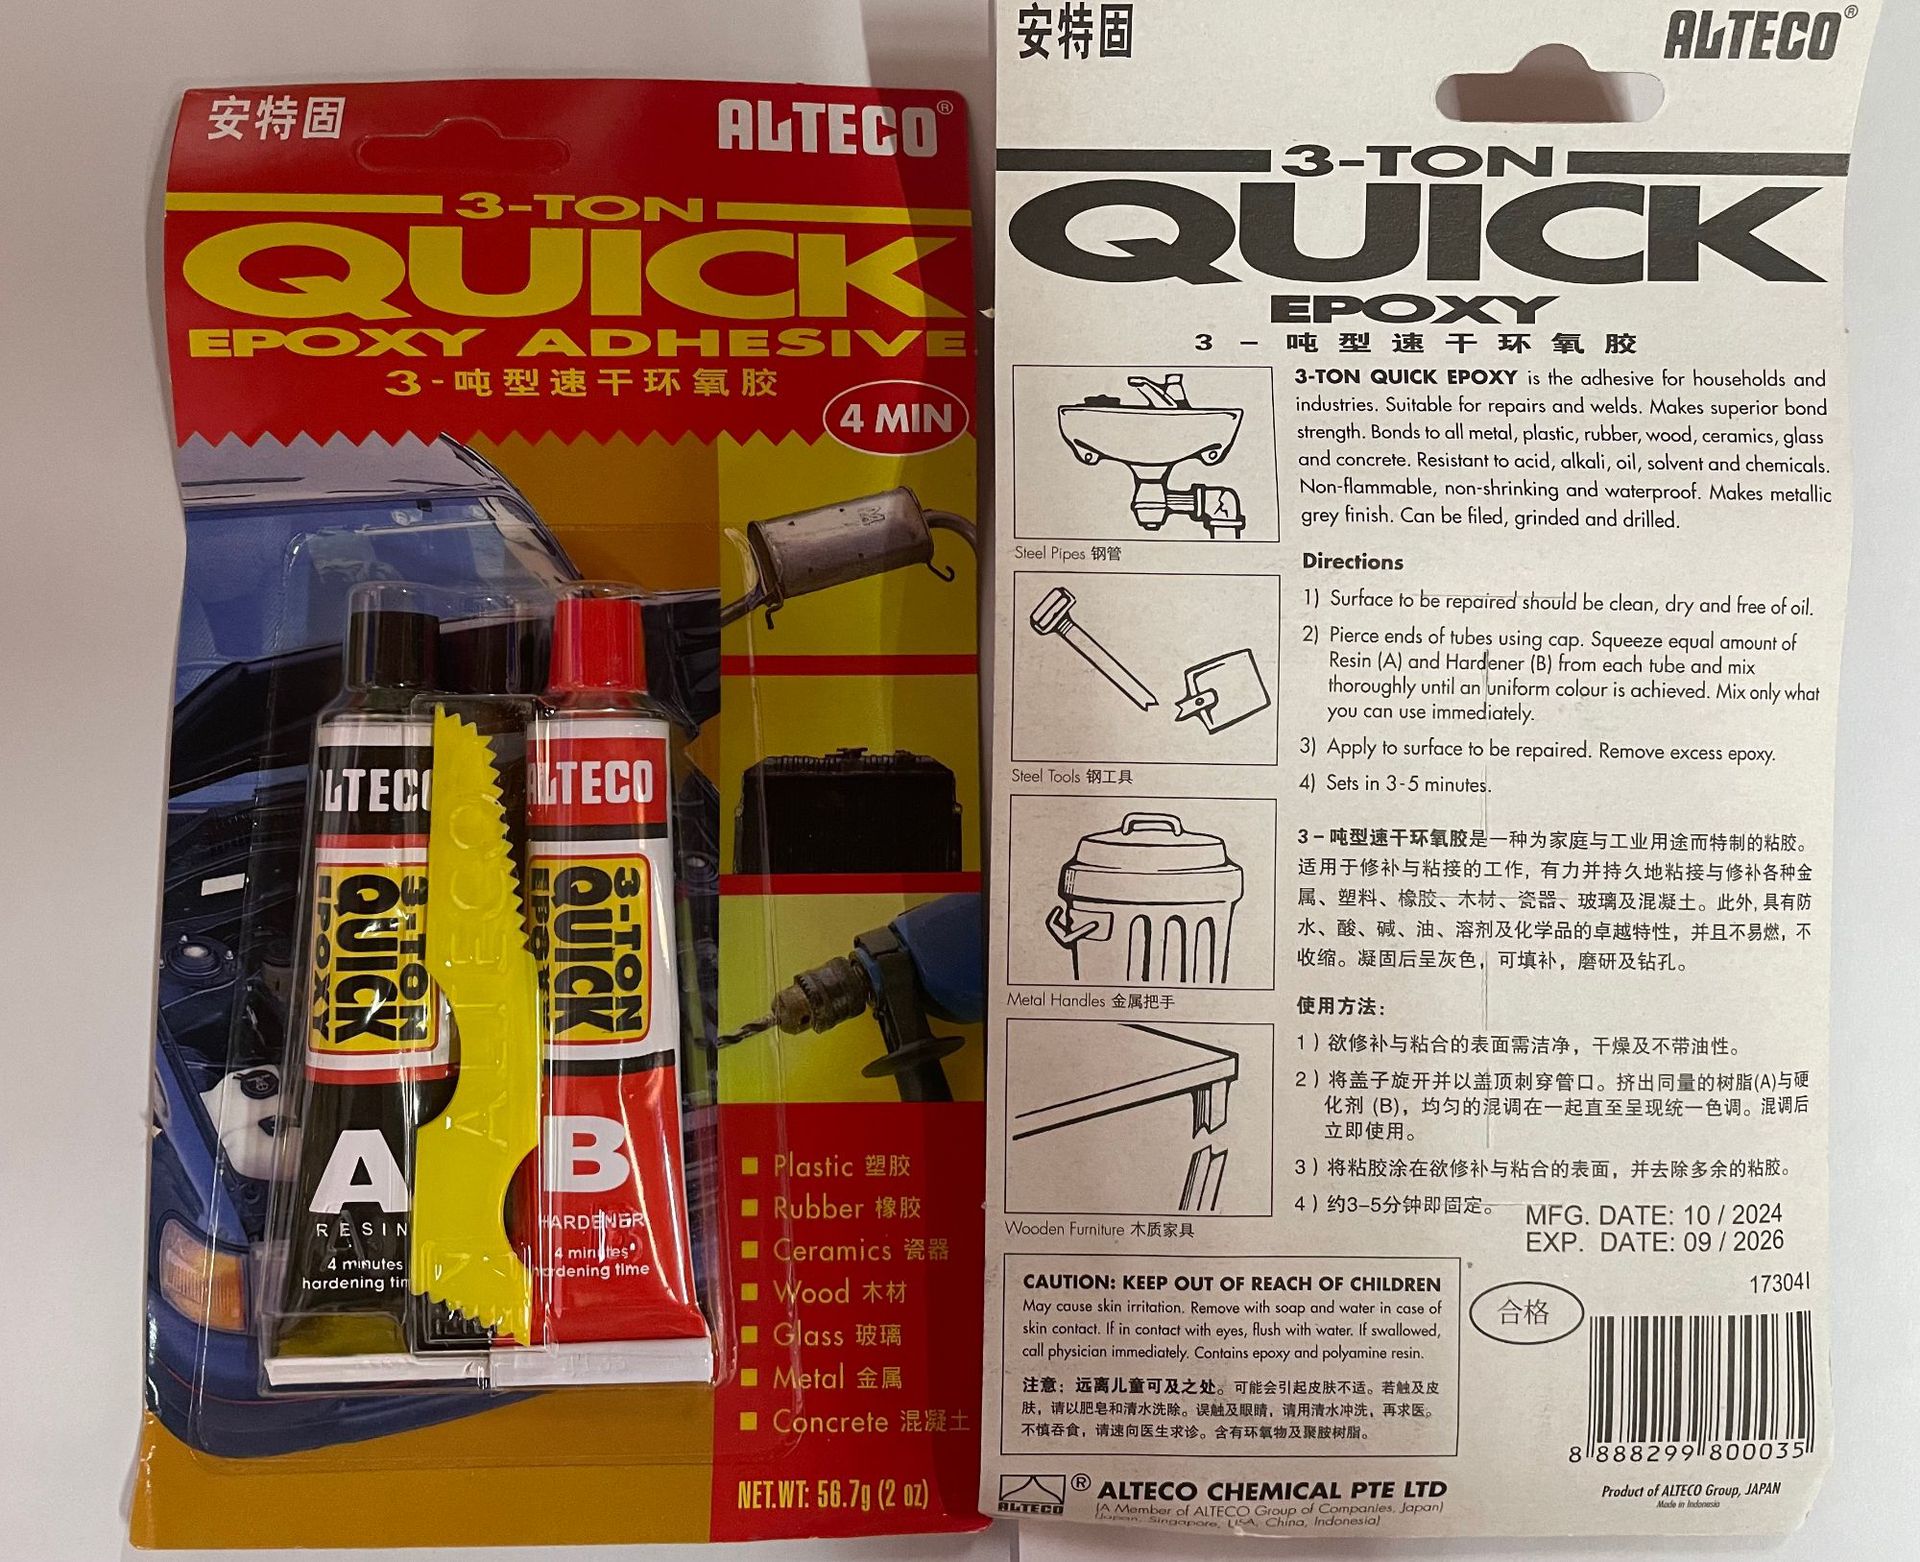 安特固
ALTECO®
3-TON
QUICK
EPOXY ADHESIVE
3-吨型速干环氧胶
4 MIN
ALTECO
3-TON
QUICK
EPOXY
A
RESIN
4 minutes
hardening
ALTECO
ALTECO
3-TON
QUICK
EPOXY
B
HARDENER
4 minutes
hardening time
Plastic 塑胶
Rubber 橡胶
Ceramics 瓷器
Wood 木材
Glass 玻璃
Metal 金属
Concrete 混凝土
NET.WT: 56.7g (2 oz)
安特固
ALTECO®
3-TON
QUICK
EPOXY
3 - 吨型速干环氧胶
Steel Pipes 钢管
Steel Tools 钢工具
Metal Handles 金属把手
Wooden Furniture 木质家具
3-TON QUICK EPOXY is the adhesive for households and
industries. Suitable for repairs and welds. Makes superior bond
strength. Bonds to all metal, plastic, rubber, wood, ceramics, glass
and concrete. Resistant to acid, alkali, oil, solvent and chemicals.
Non-flammable, non-shrinking and waterproof. Makes metallic
grey finish. Can be filed, grinded and drilled.
Directions
1) Surface to be repaired should be clean, dry and free of oil.
2) Pierce ends of tubes using cap. Squeeze equal amount of
Resin (A) and Hardener (B) from each tube and mix
thoroughly until an uniform colour is achieved. Mix only what
you can use immediately.
3) Apply to surface to be repaired. Remove excess epoxy.
4) Sets in 3-5 minutes.
3-吨型速干环氧胶是一种为家庭与工业用途而特制的粘胶。
适用于修补与粘接的工作，有力并持久地粘接与修补各种金
属、塑料、橡胶、木材、瓷器、玻璃及混凝土。此外,具有防
水、酸、碱、油、溶剂及化学品的卓越特性，并且不易燃，不
收缩。凝固后呈灰色，可填补，磨研及钻孔。
使用方法：
1）欲修补与粘合的表面需洁净，干燥及不带油性。
2）将盖子旋开并以盖顶刺穿管口。挤出同量的树脂(A)与硬
化剂 (B)，均匀的混调在一起直至呈现统一色调。混调后
立即使用。
3）将粘胶涂在欲修补与粘合的表面，并去除多余的粘胶。
4）约3-5分钟即固定。
MFG. DATE: 10 / 2024
EXP. DATE: 09 / 2026
17304I
合格
CAUTION: KEEP OUT OF REACH OF CHILDREN
May cause skin irritation. Remove with soap and water in case of
skin contact. If in contact with eyes, flush with water. If swallowed,
call physician immediately. Contains epoxy and polyamine resin.
注意：远离儿童可及之处。可能会引起皮肤不适。若触及皮
肤，请以肥皂和清水洗除。误触及眼睛，请用清水冲洗，再求医。
不慎吞食，请速向医生求诊。含有环氧物及聚胺树脂。
8 888299 800035
Product of ALTECO Group, JAPAN
Made in Indonesia
ALTECO
® ALTECO CHEMICAL PTE LTD
(A Member of ALTECO Group of Companies, Japan)
(Japan, Singapore, USA, China, Indonesia)